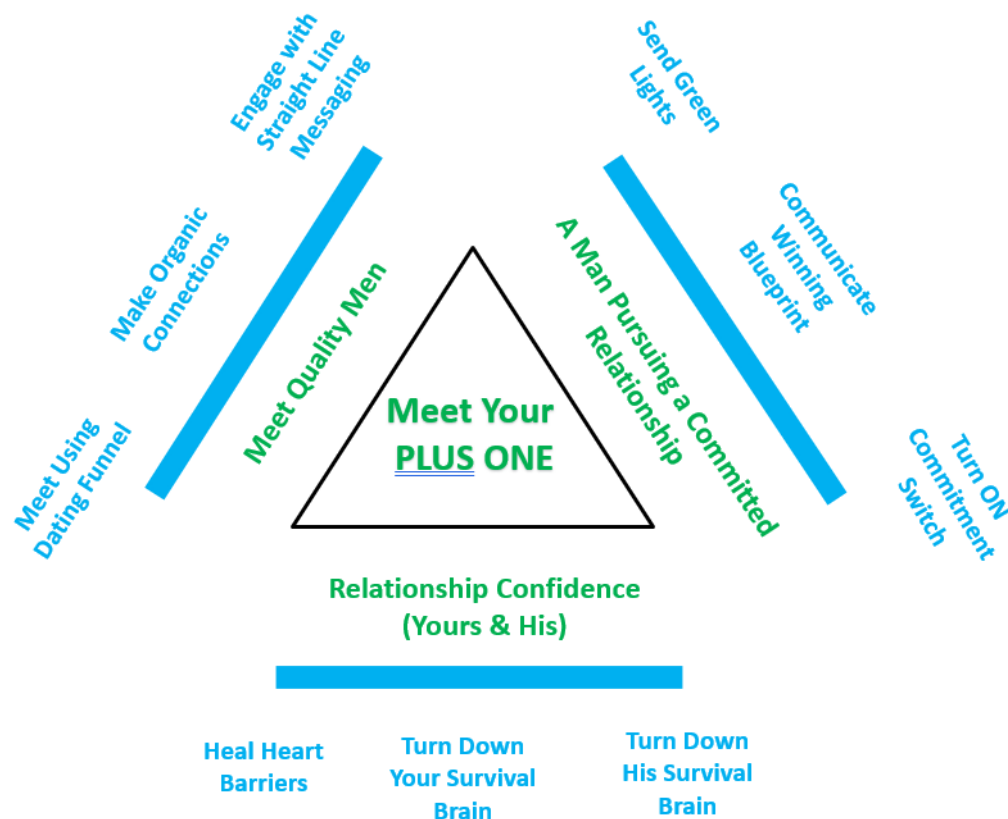 Engage with
Straight Line
Messaging
Make Organic
Connections
Meet Using
Dating Funnel
Meet Quality Men
Send Green
Lights
Communicate
Winning
Blueprint
Turn ON
Commitment
Switch
A Man Pursuing a Committed
Relationship
Meet Your
PLUS ONE
Relationship Confidence
(Yours & His)
Heal Heart
Barriers
Turn Down
Your Survival
Brain
Turn Down
His Survival
Brain